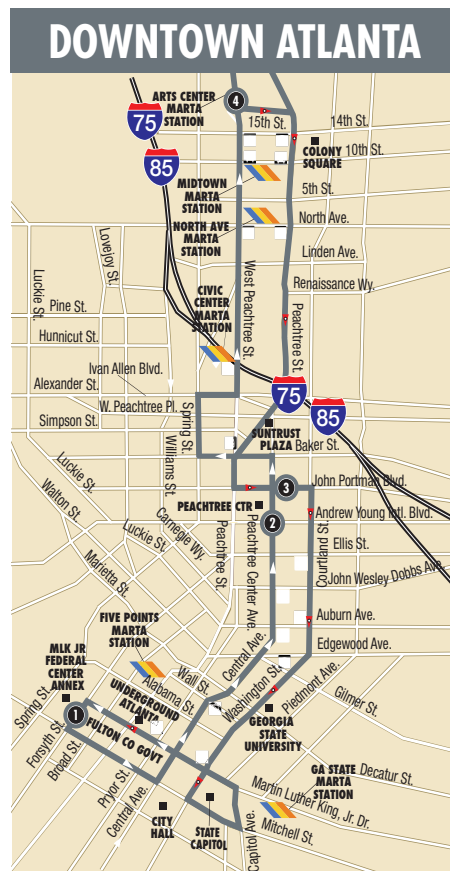 DOWNTOWN ATLANTA
ARTS CENTER
MARTA
STATION
4
75
85
15th St.
14th St.
COLONY
SQUARE
10th St.
MIDTOWN
MARTA
STATION
5th St.
NORTH AVE
MARTA
STATION
North Ave.
Linden Ave.
Renaissance Wy.
Luckie St.
Lovejoy St.
CIVIC
CENTER
MARTA
STATION
West Peachtree St.
Peachtree St.
Pine St.
Hunnicut St.
Ivan Allen Blvd.
Alexander St.
W. Peachtree Pl.
Simpson St.
Spring St.
Williams St.
75
85
SUNTRUST
PLAZA
Baker St.
Luckie St.
Walton St.
Luckie St.
Marietta St.
Carnegie Wy.
3
John Portman Blvd.
PEACHTREE CTR
2
Andrew Young Intl. Blvd.
Peachtree St.
Peachtree Center Ave.
Courtland St.
Ellis St.
John Wesley Dobbs Ave.
Auburn Ave.
Edgewood Ave.
FIVE POINTS
MARTA
STATION
MLK JR
FEDERAL
CENTER
ANNEX
Wall St.
Alabama St.
Central Ave.
Washington St.
Piedmont Ave.
Gilmer St.
UNDERGROUND
ATLANTA
Spring St.
1
FULTON CO GOVT
Forsyth St.
Broad St.
Pryor St.
Central Ave.
GEORGIA
STATE
UNIVERSITY
GA STATE
MARTA
STATION
Decatur St.
Martin Luther King, Jr. Dr.
Mitchell St.
CITY
HALL
STATE
CAPITOL
Capitol Ave.